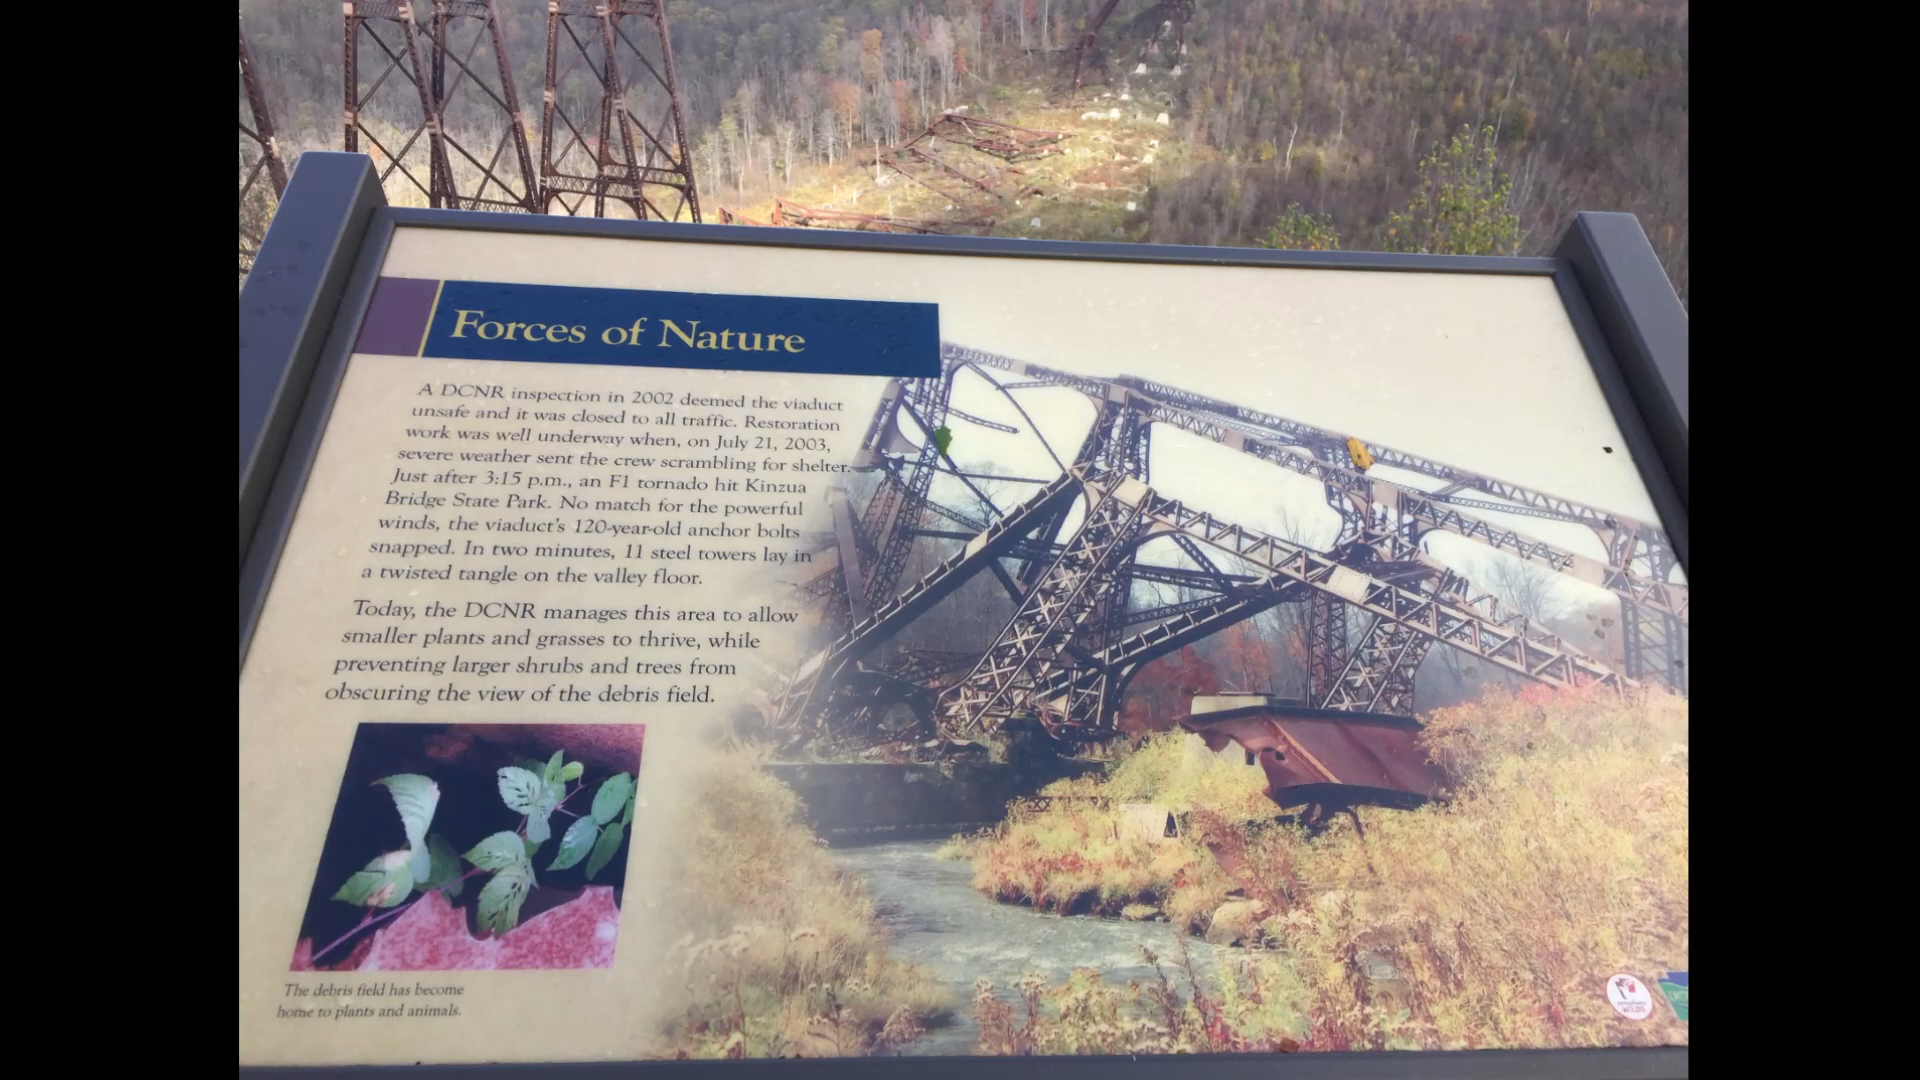 Forces of Nature
A DCNR inspection in 2002 deemed the viaduct
unsafe and it was closed to all traffic. Restoration
work was well underway when, on July 21, 2003,
severe weather sent the crew scrambling for shelter.
Just after 3:15 p.m., an F1 tornado hit Kinzua
Bridge State Park. No match for the powerful
winds, the viaduct's 120-year-old anchor bolts
snapped. In two minutes, 11 steel towers lay in
a twisted tangle on the valley floor.
Today, the DCNR manages this area to allow
smaller plants and grasses to thrive, while
preventing larger shrubs and trees from
obscuring the view of the debris field.
The debris field has become
home to plants and animals.
WILDS